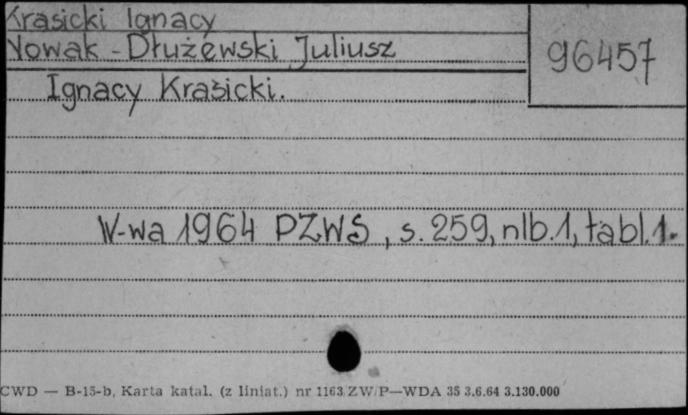 Krasicki Ignacy
Nowak-Dłużewski Juliusz
96457
Ignacy Krasicki.
W-wa 1964 PZWS, s. 259, nlb. 1, tabl. 1.
CWD — B-15-b, Karta katal. (z liniat.) nr 1163 ZW/P—WDA 35 3.6.64 3.130.000